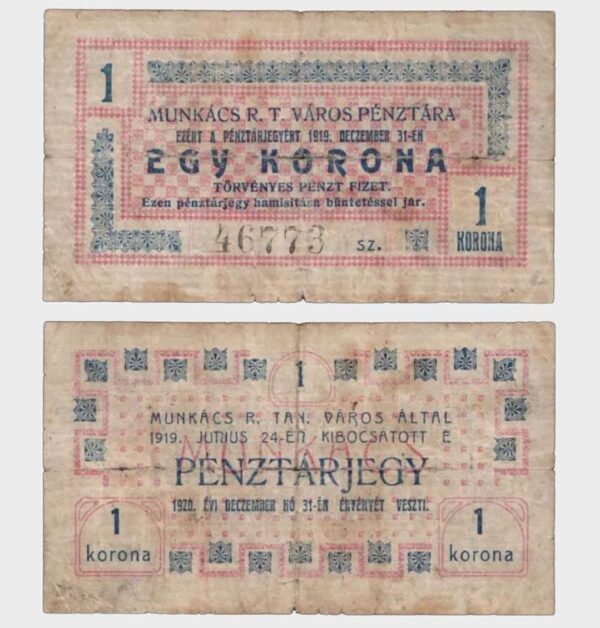 1
MUNKÁCS R. T. VÁROS PÉNZTÁRA
EZÉRT A PÉNZTÁRJEGYÉRT 1919. DECZEMBER 31-ÉN
EGY KORONA
TÖRVÉNYES PÉNZT FIZET.
Ezen pénztárjegy hamisitása büntetéssel jár.
46773 SZ.
1
KORONA
1
MUNKÁCS R. TAN. VÁROS ÁLTAL
1919. JUNIUS 24-ÉN KIBOCSÁTOTT E
MUNKÁCS
PÉNZTÁRJEGY
1920. ÉVI DECZEMBER HÓ 31-ÉN ÉRVÉNYÉT VESZTI.
1
korona
1
korona